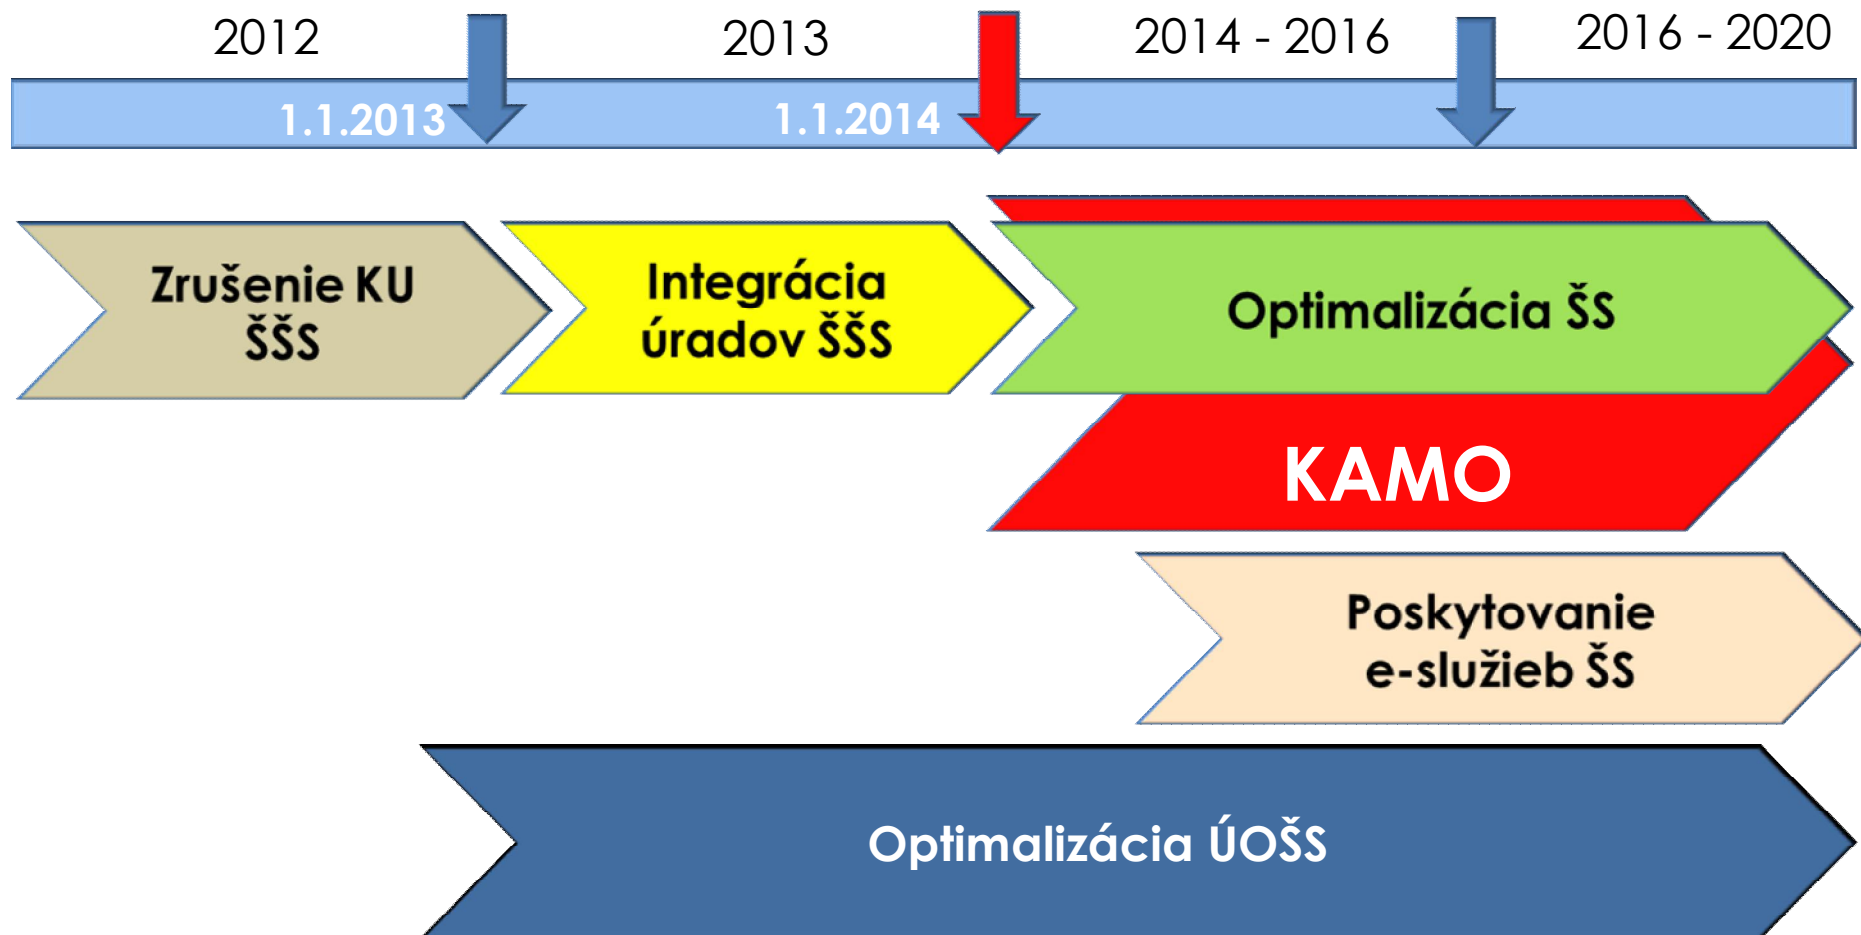 2012
2013
2014 - 2016
2016 - 2020
1.1.2013
1.1.2014
Zrušenie KU
ŠŠS
Integrácia
úradov ŠŠS
Optimalizácia ŠS
KAMO
Poskytovanie
e-služieb ŠS
Optimalizácia ÚOŠS